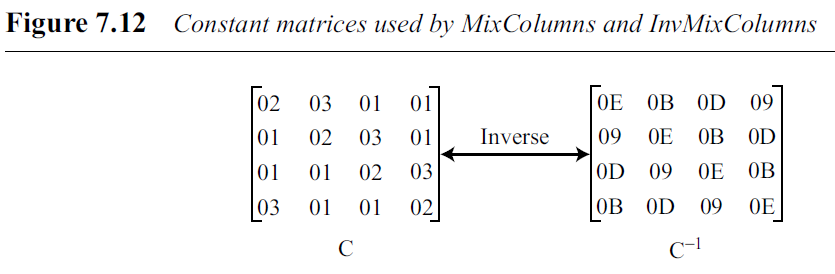 Figure 7.12 Constant matrices used by MixColumns and InvMixColumns
02 03 01 01 0E 0B 0D 09
01 02 03 01 Inverse 09 0E 0B 0D
01 01 02 03 0D 09 0E 0B
03 01 01 02 0B 0D 09 0E
C C⁻¹